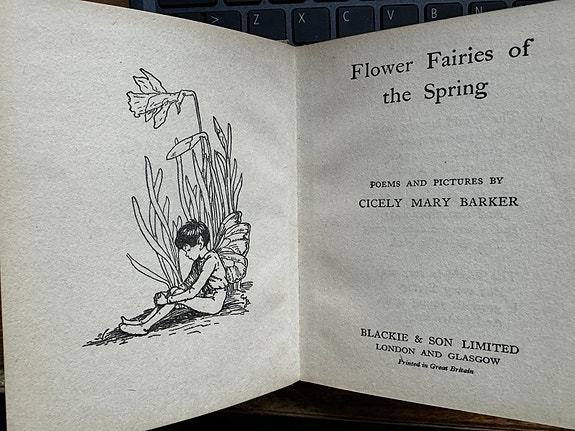 > Z X C V B N
Flower Fairies of
the Spring
POEMS AND PICTURES BY
CICELY MARY BARKER
BLACKIE & SON LIMITED
LONDON AND GLASGOW
Printed in Great Britain